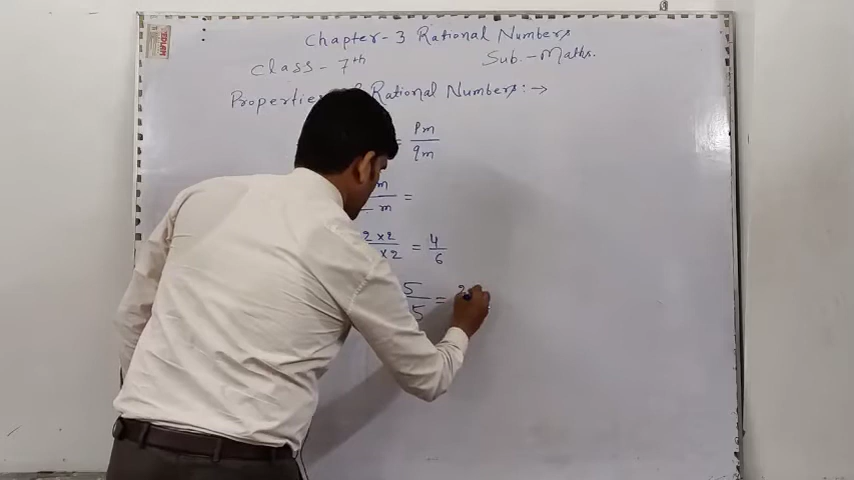 Chapter-3 Rational Numbers
Class-7th Sub.-Maths.
Properties Rational Numbers:→
= pm/qm
m/m =
2×2/×2 = 4/6
5/5 =